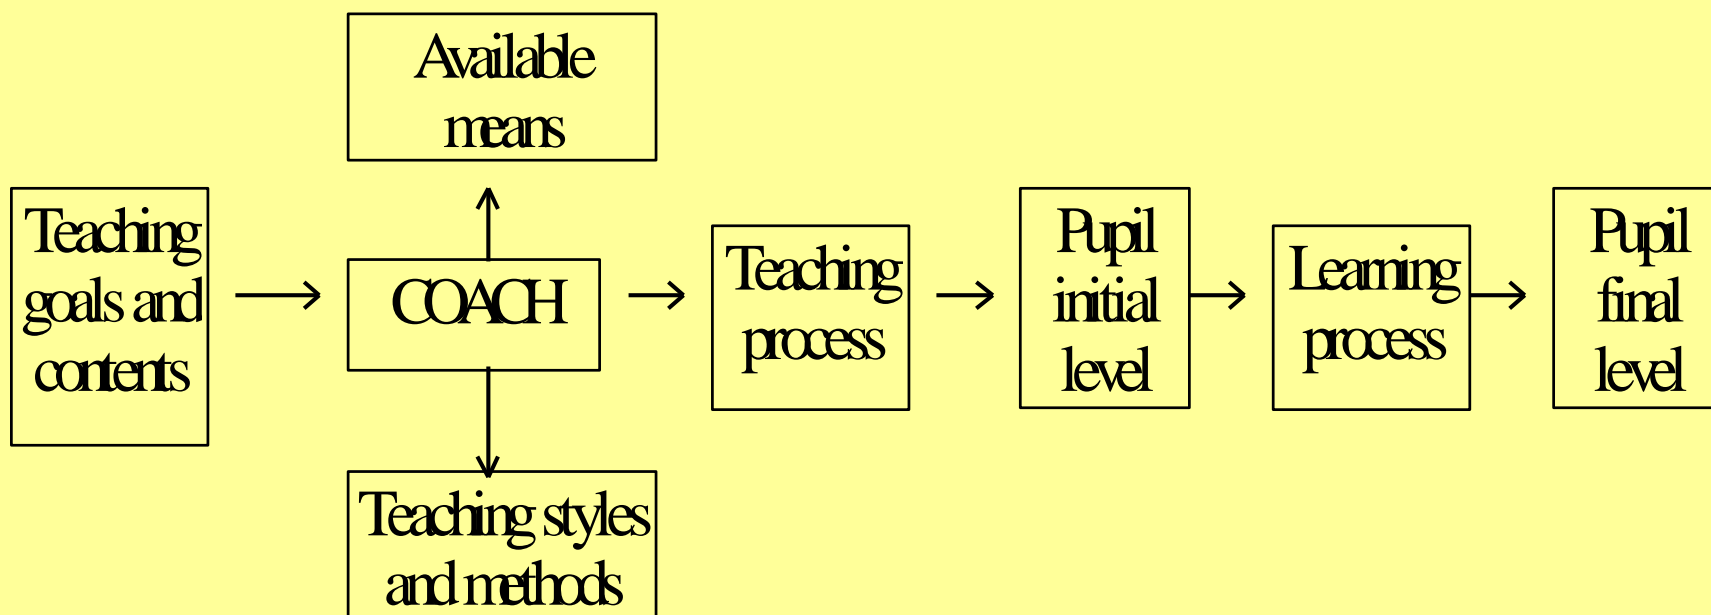 Available
means
Teaching
goals and
contents
COACH
Teaching
process
Pupil
initial
level
Learning
process
Pupil
final
level
Teaching styles
and methods